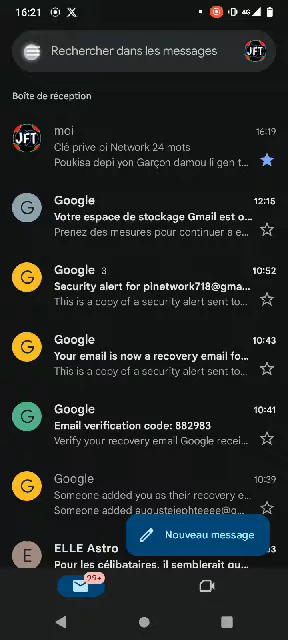 16:21
4G
Rechercher dans les messages
JFT
Boîte de réception
JFT
moi
16:19
Clé prive pi Network 24 mots
Poukisa depi yon Garçon damou li gen t...
G
Google
12:15
Votre espace de stockage Gmail est o...
Prenez des mesures pour continuer à e...
G
Google 3
10:52
Security alert for pinetwork718@gma...
This is a copy of a security alert sent to...
G
Google
10:43
Your email is now a recovery email fo...
This is a copy of a security alert sent to...
G
Google
10:41
Email verification code: 882983
Verify your recovery email Google recei...
G
Google
10:39
Someone added you as their recovery e...
Someone added augustejephteeee@g...
Nouveau message
E
ELLE Astro
Pour les célibataires, il semblerait qu...
99+